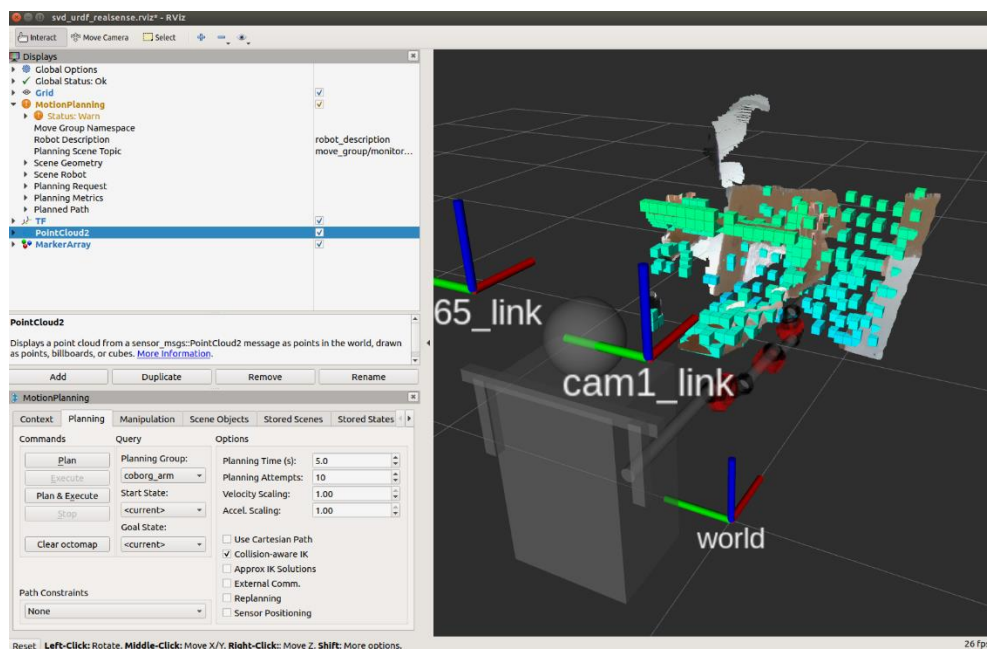 svd_urdf_realsense.rviz* - RViz
Interact Move Camera Select
Displays
Global Options
Global Status: Ok
Grid
MotionPlanning
Status: Warn
Move Group Namespace
Robot Description robot_description
Planning Scene Topic move_group/monitor...
Scene Geometry
Scene Robot
Planning Request
Planning Metrics
Planned Path
TF
PointCloud2
MarkerArray
PointCloud2
Displays a point cloud from a sensor_msgs::PointCloud2 message as points in the world, drawn
as points, billboards, or cubes. More Information.
Add Duplicate Remove Rename
MotionPlanning
Context Planning Manipulation Scene Objects Stored Scenes Stored States
Commands Query Options
Plan Planning Group: Planning Time (s): 5.0
Execute coborg_arm Planning Attempts: 10
Plan & Execute Start State: Velocity Scaling: 1.00
Stop <current> Accel. Scaling: 1.00
Goal State:
Clear octomap <current> Use Cartesian Path
Collision-aware IK
Approx IK Solutions
External Comm.
Path Constraints Replanning
None Sensor Positioning
Reset Left-Click: Rotate. Middle-Click: Move X/Y. Right-Click:: Move Z. Shift: More options.
65_link
cam1_link
world
26 fps